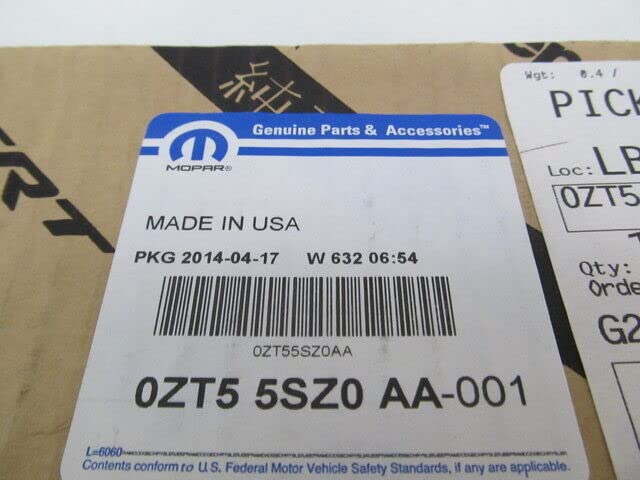 純
ERT
Genuine Parts & Accessories™
MOPAR®
MADE IN USA
PKG 2014-04-17 W 632 06:54
0ZT55SZ0AA
0ZT5 5SZ0 AA-001
L=6060
Contents conform to U.S. Federal Motor Vehicle Safety Standards, if any are applicable.
Wgt: 0.4 /
PICK
Loc: LB
0ZT5
Qty:
Orde
G2